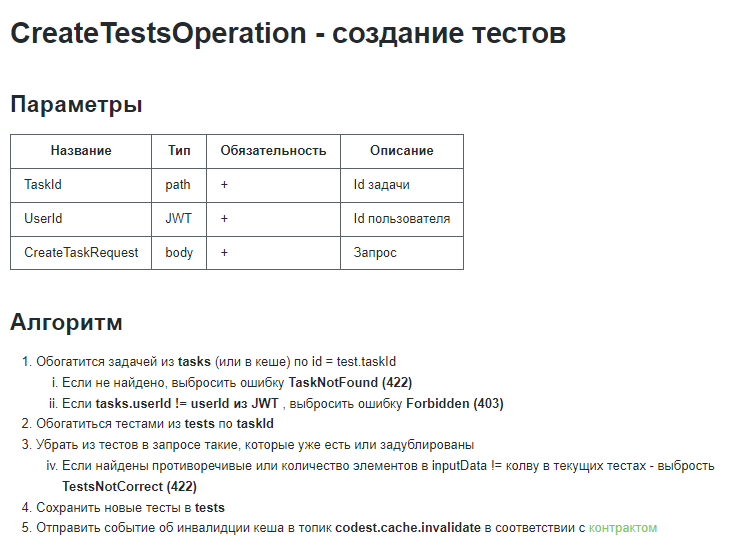 CreateTestsOperation - создание тестов
Параметры
Название Тип Обязательность Описание
TaskId path + Id задачи
UserId JWT + Id пользователя
CreateTaskRequest body + Запрос
Алгоритм
1. Обогатится задачей из tasks (или в кеше) по id = test.taskId
i. Если не найдено, выбросить ошибку TaskNotFound (422)
ii. Если tasks.userId != userId из JWT , выбросить ошибку Forbidden (403)
2. Обогатиться тестами из tests по taskId
3. Убрать из тестов в запросе такие, которые уже есть или задублированы
iv. Если найдены противоречивые или количество элементов в inputData != колву в текущих тестах - выбрость
TestsNotCorrect (422)
4. Сохранить новые тесты в tests
5. Отправить событие об инвалидции кеша в топик codest.cache.invalidate в соответствии с контрактом